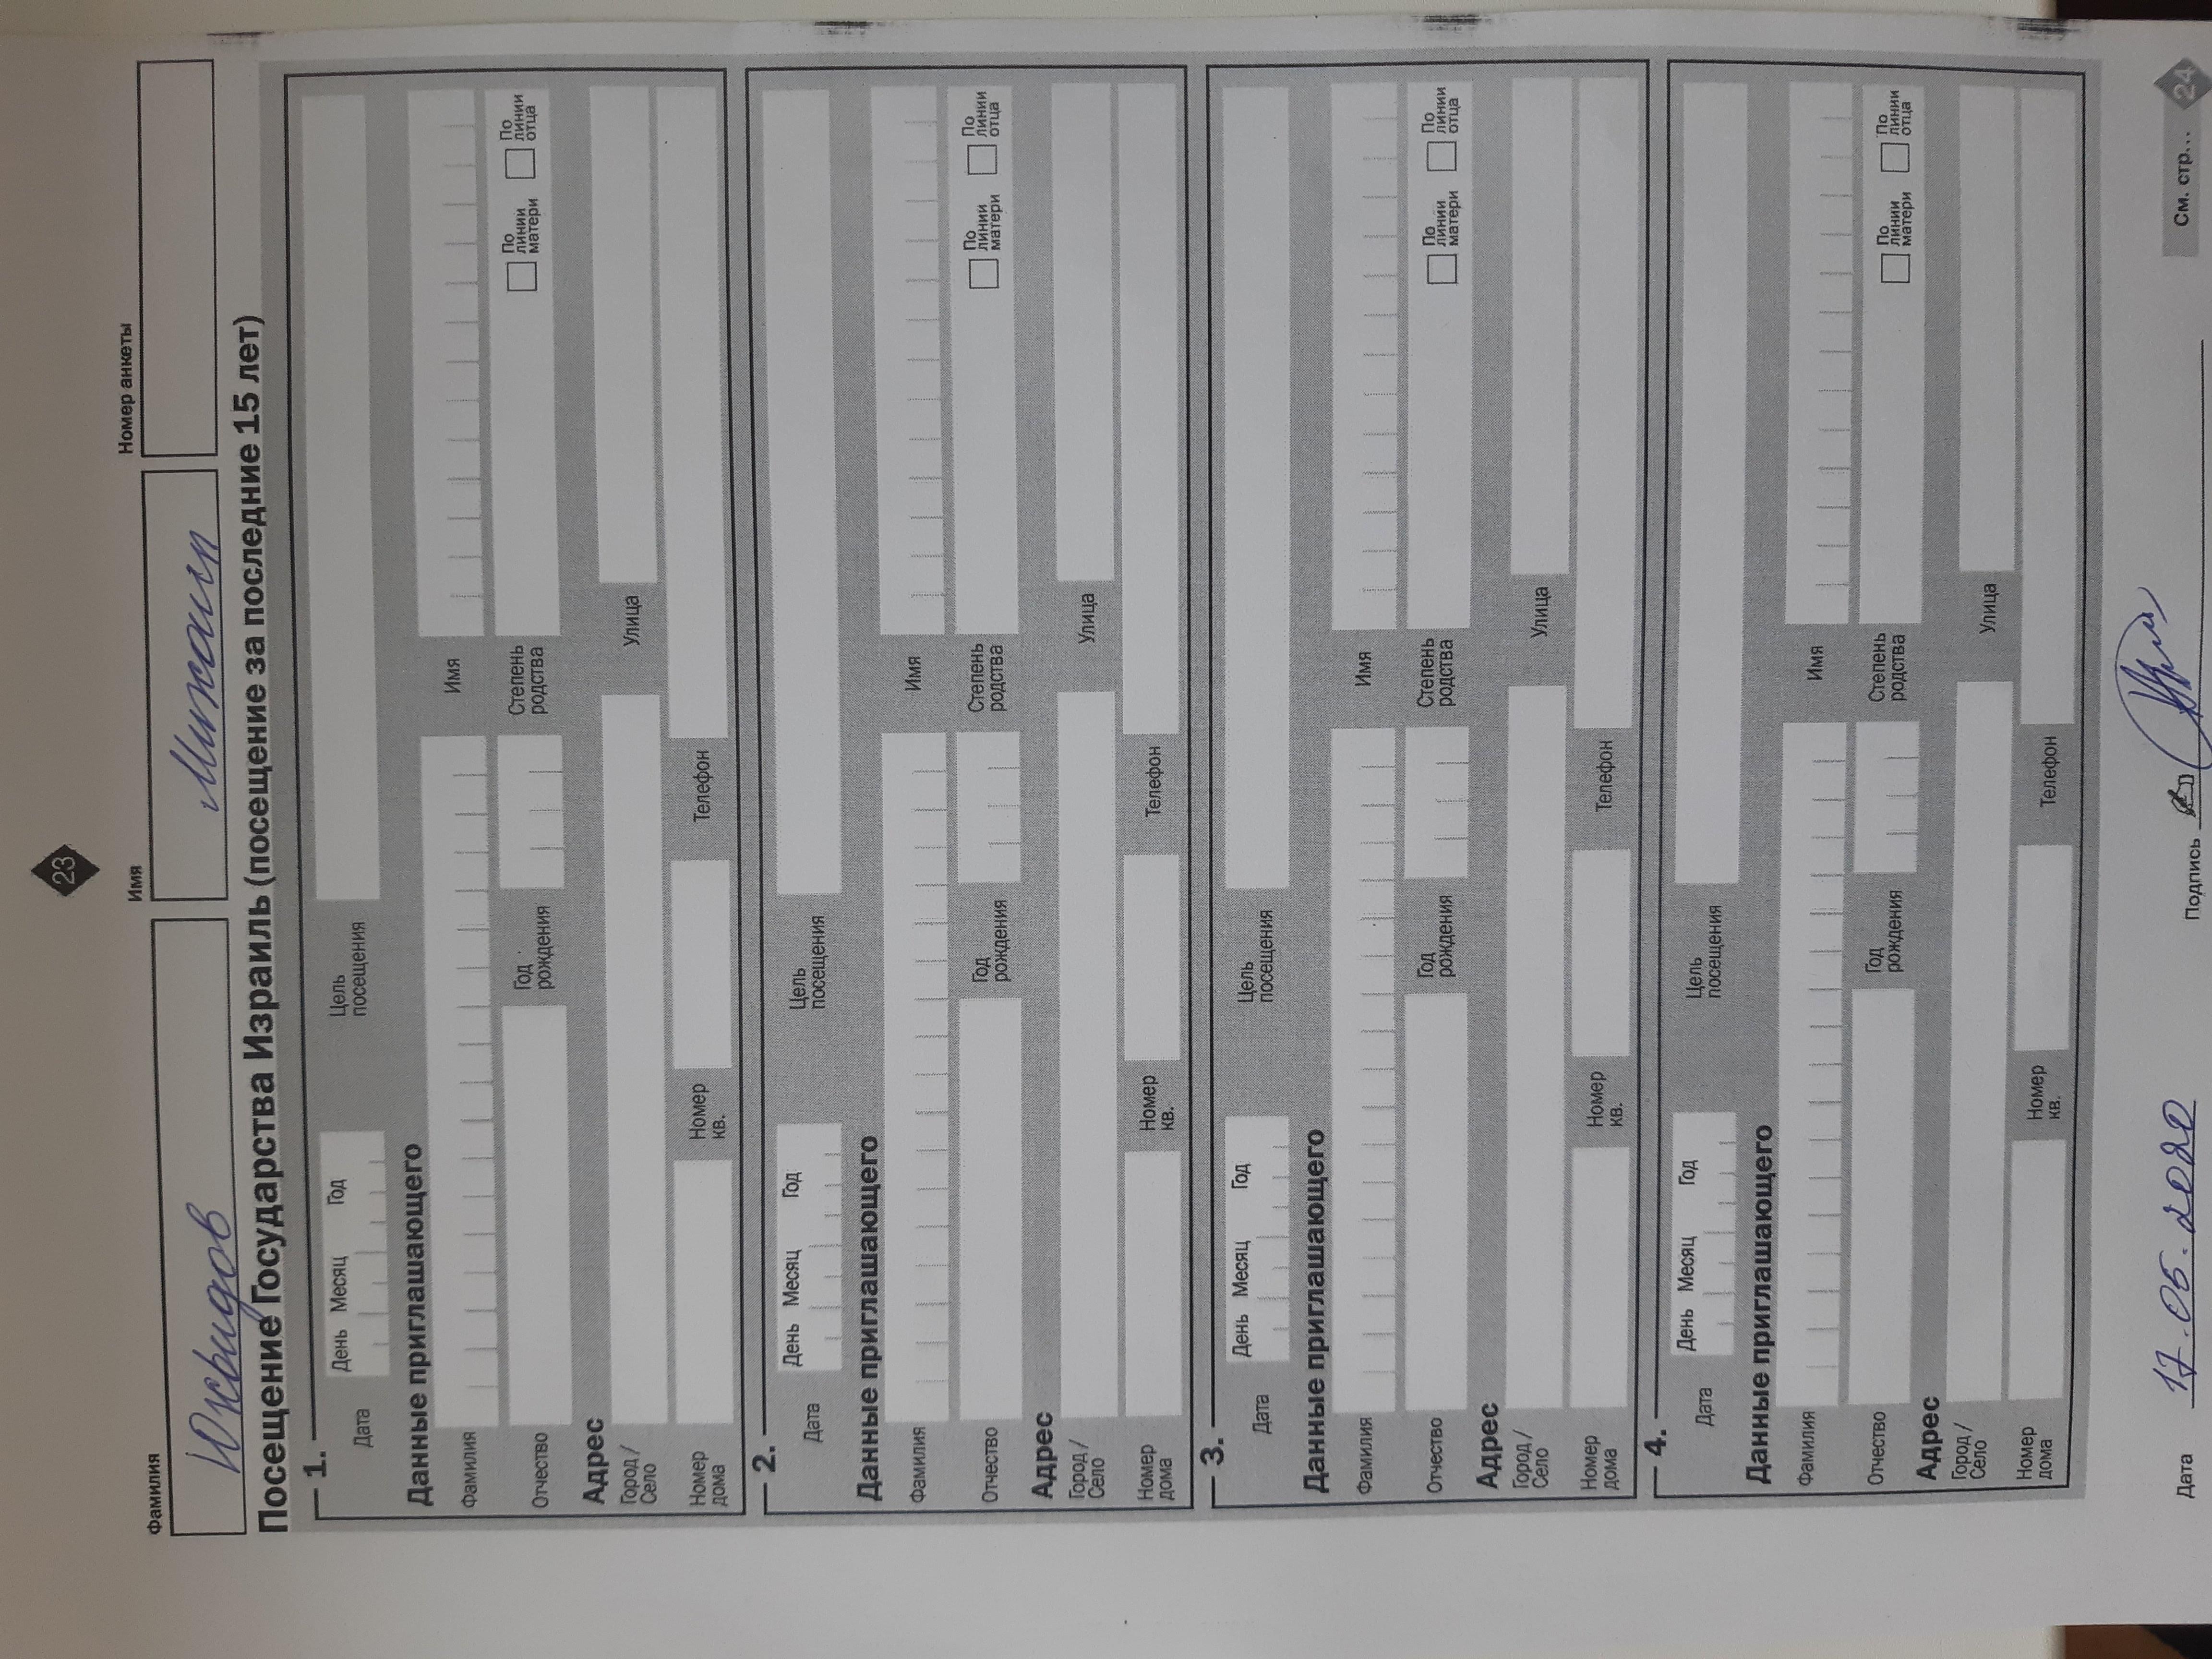 23
Фамилия Имя Номер анкеты
Михаил
Посещение Государства Израиль (посещение за последние 15 лет)
1.
День Месяц Год
Дата Цель посещения
Данные приглашающего
Фамилия Имя
Отчество Год рождения Степень родства По линии матери По линии отца
Адрес
Город / Село Улица
Номер дома Номер кв. Телефон
2.
День Месяц Год
Дата Цель посещения
Данные приглашающего
Фамилия Имя
Отчество Год рождения Степень родства По линии матери По линии отца
Адрес
Город / Село Улица
Номер дома Номер кв. Телефон
3.
День Месяц Год
Дата Цель посещения
Данные приглашающего
Фамилия Имя
Отчество Год рождения Степень родства По линии матери По линии отца
Адрес
Город / Село Улица
Номер дома Номер кв. Телефон
4.
День Месяц Год
Дата Цель посещения
Данные приглашающего
Фамилия Имя
Отчество Год рождения Степень родства По линии матери По линии отца
Адрес
Город / Село Улица
Номер дома Номер кв. Телефон
Дата 17.05.2020 Подпись См. стр... 24